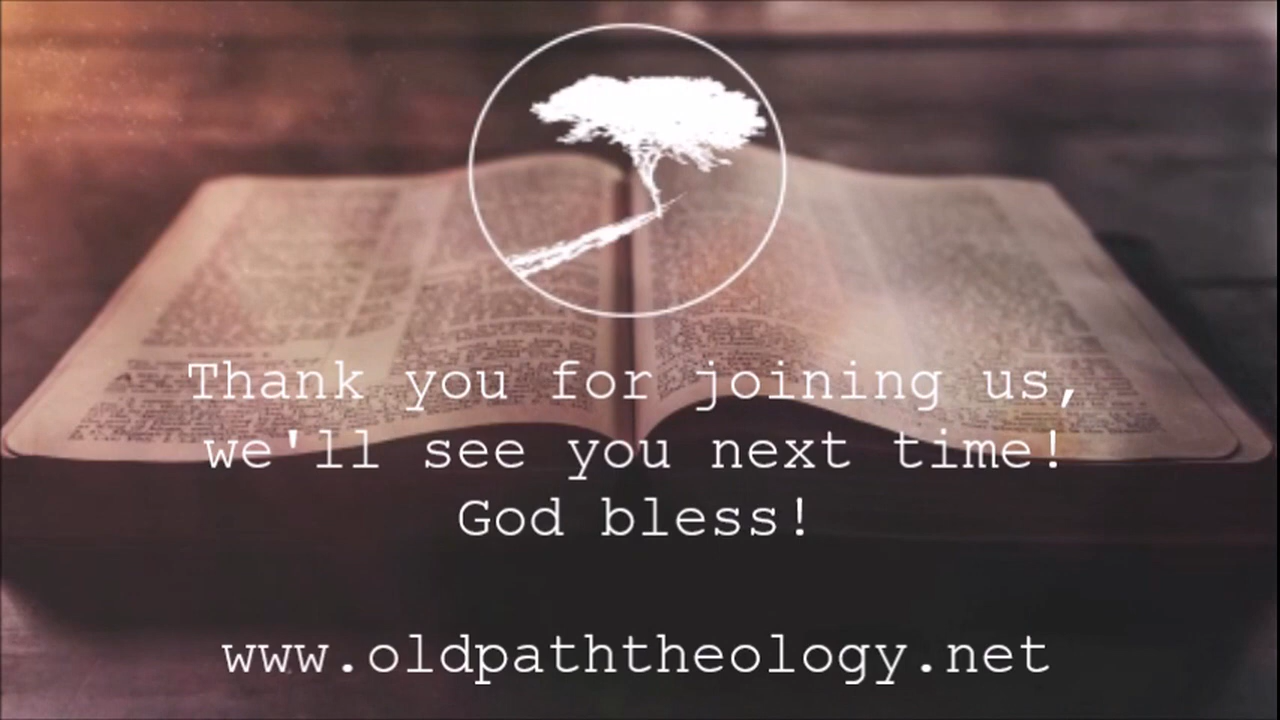 Thank you for joining us,
we'll see you next time!
God bless!
www.oldpaththeology.net